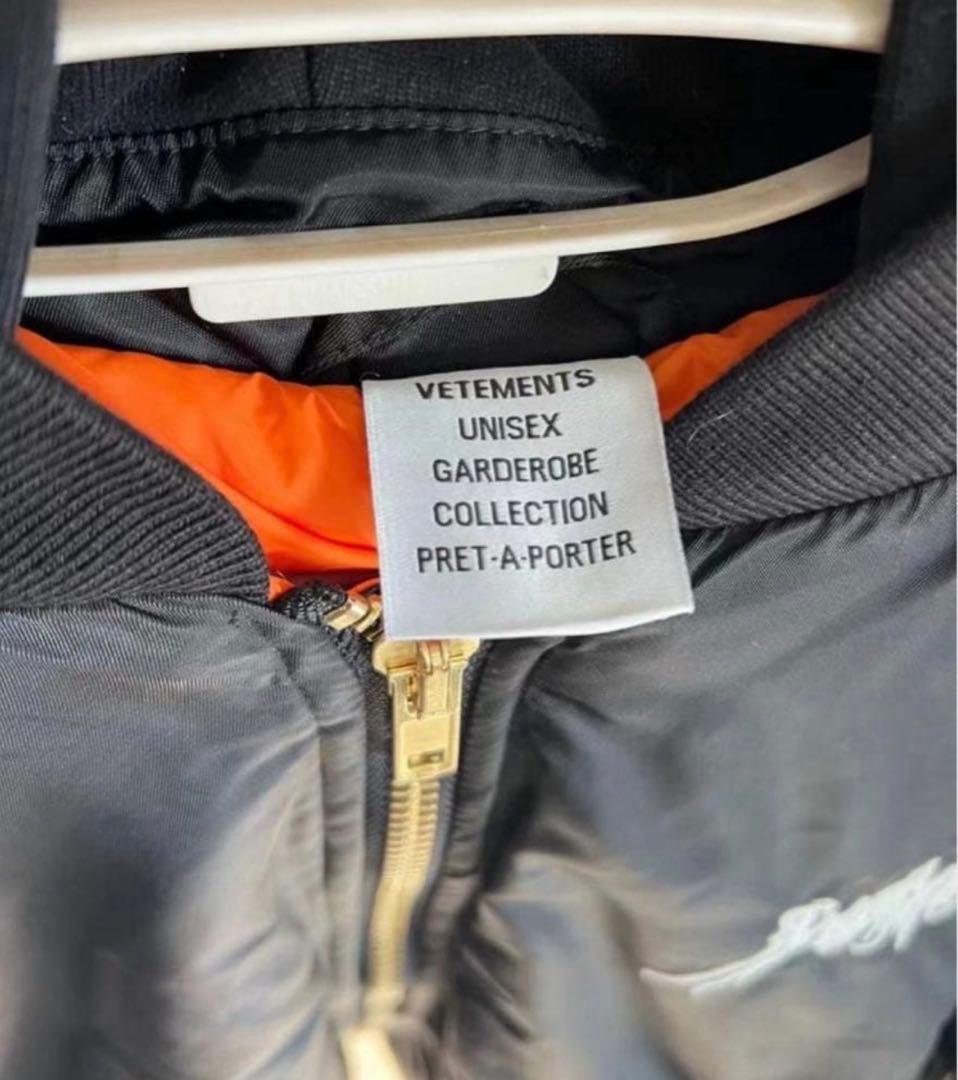 VETEMENTS
UNISEX
GARDEROBE
COLLECTION
PRET-A-PORTER